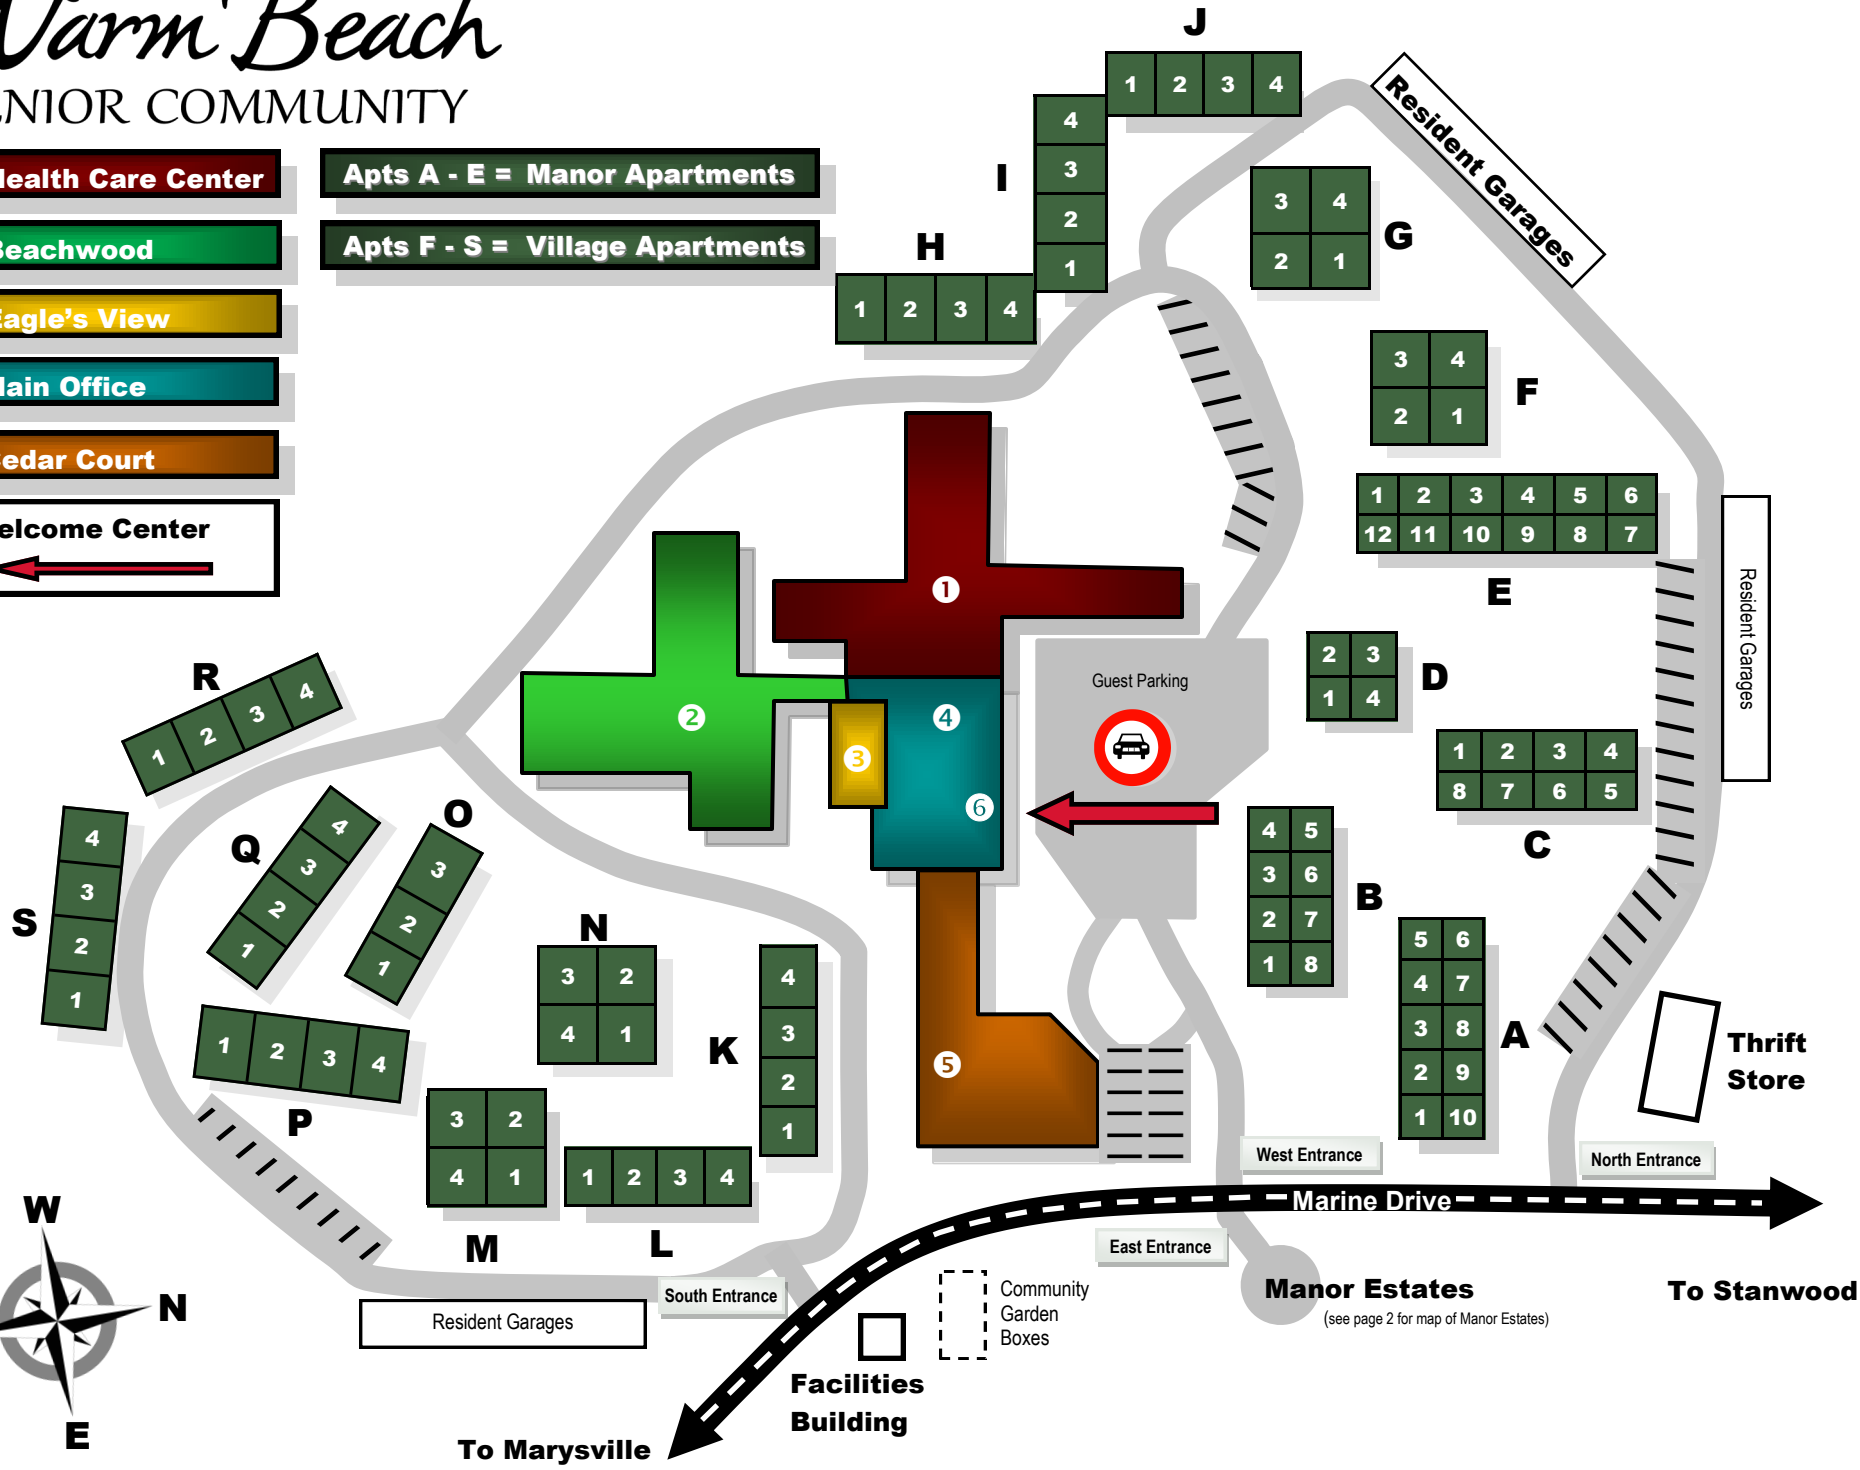 Warm Beach
ENIOR COMMUNITY
Health Care Center
Beachwood
Eagle's View
Main Office
Cedar Court
elcome Center
Apts A - E = Manor Apartments
Apts F - S = Village Apartments
J
1 2 3 4
I
4
3
2
1
H
1 2 3 4
Resident Garages
G
3 4
2 1
F
3 4
2 1
1 2 3 4 5 6
12 11 10 9 8 7
E
Resident Garages
D
2 3
1 4
1 2 3 4
8 7 6 5
C
4 5
3 6
2 7
1 8
B
5 6
4 7
3 8
2 9
1 10
A
Guest Parking
1
2
3
4
6
5
R
1 2 3 4
S
4
3
2
1
Q
4
3
2
1
O
3
2
1
P
1 2 3 4
N
3 2
4 1
K
4
3
2
1
M
3 2
4 1
L
1 2 3 4
Thrift
Store
West Entrance
North Entrance
Marine Drive
East Entrance
South Entrance
Resident Garages
Community
Garden
Boxes
Manor Estates
(see page 2 for map of Manor Estates)
To Stanwood
Facilities
Building
To Marysville
W
N
E